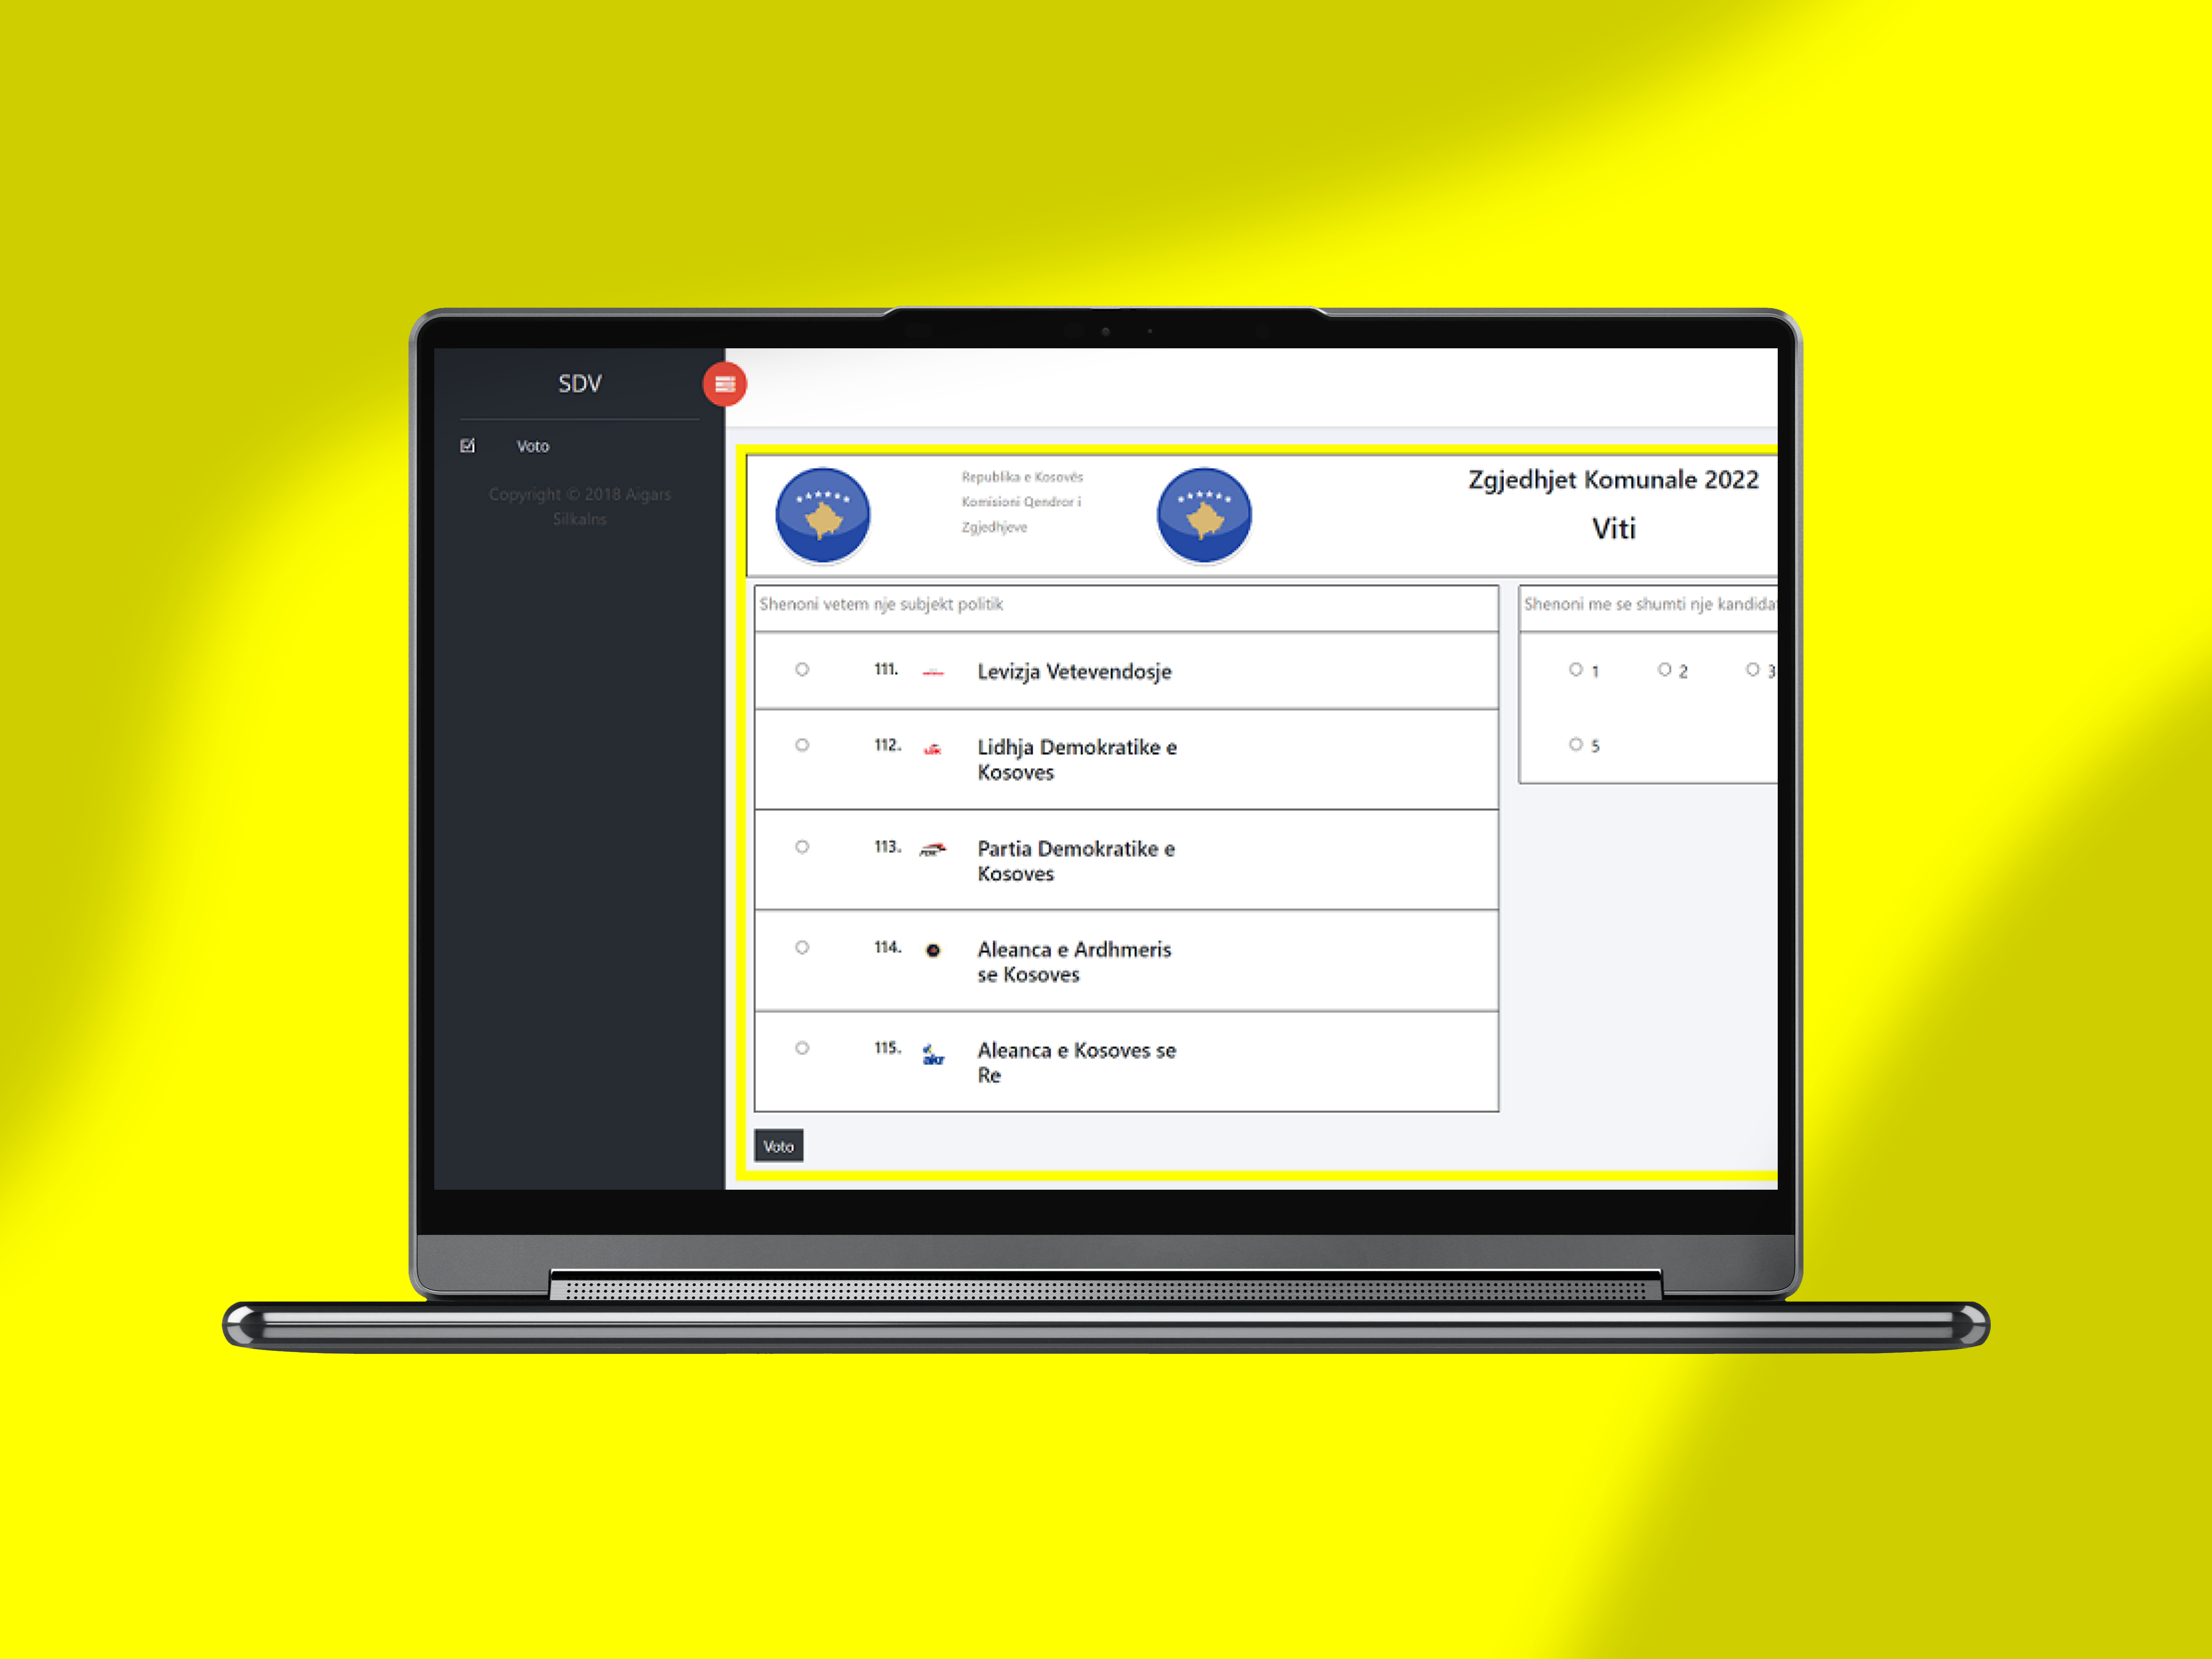 SDV
Voto
Copyright © 2018 Aigars
Silkalns
Republika e Kosovës
Komisioni Qendror i
Zgjedhjeve
Zgjedhjet Komunale 2022
Viti
Shenoni vetem nje subjekt politik
111. Levizja Vetevendosje
112. Lidhja Demokratike e
Kosoves
113. Partia Demokratike e
Kosoves
114. Aleanca e Ardhmeris
se Kosoves
115. akr Aleanca e Kosoves se
Re
Voto
Shenoni me se shumti nje
1 2 3
5